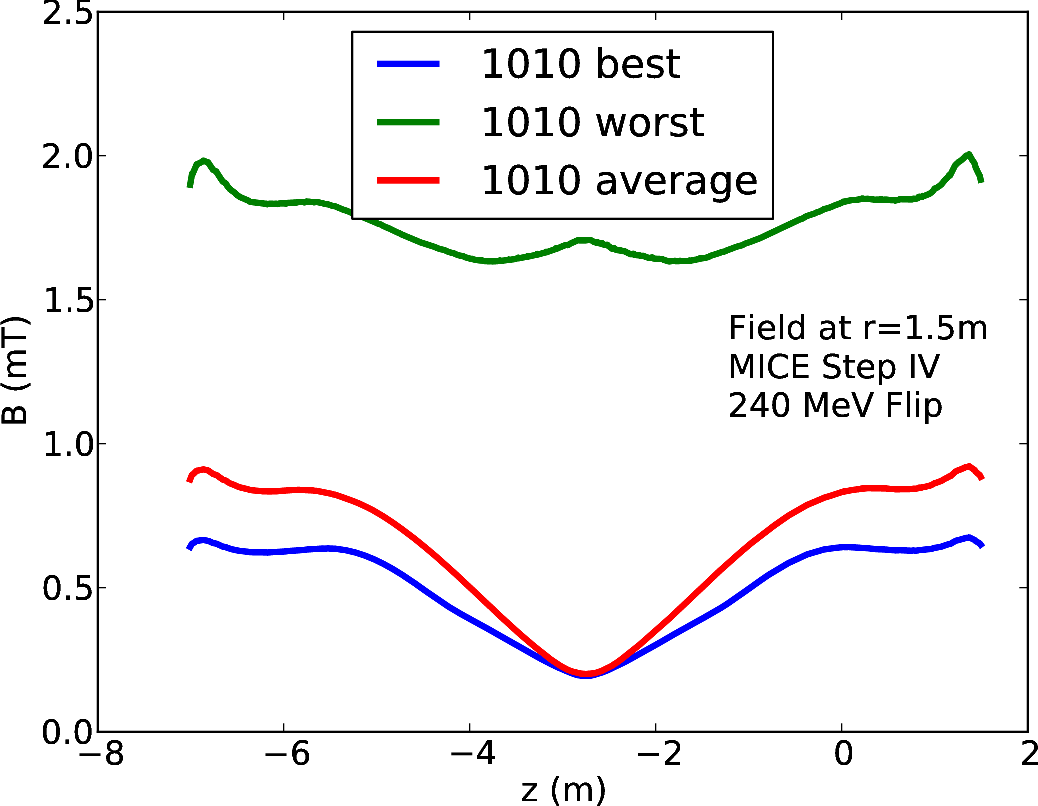 2.5
2.0
1.5
1.0
0.5
0.0
B (mT)
1010 best
1010 worst
1010 average
Field at r=1.5m
MICE Step IV
240 MeV Flip
−8 −6 −4 −2 0 2
z (m)